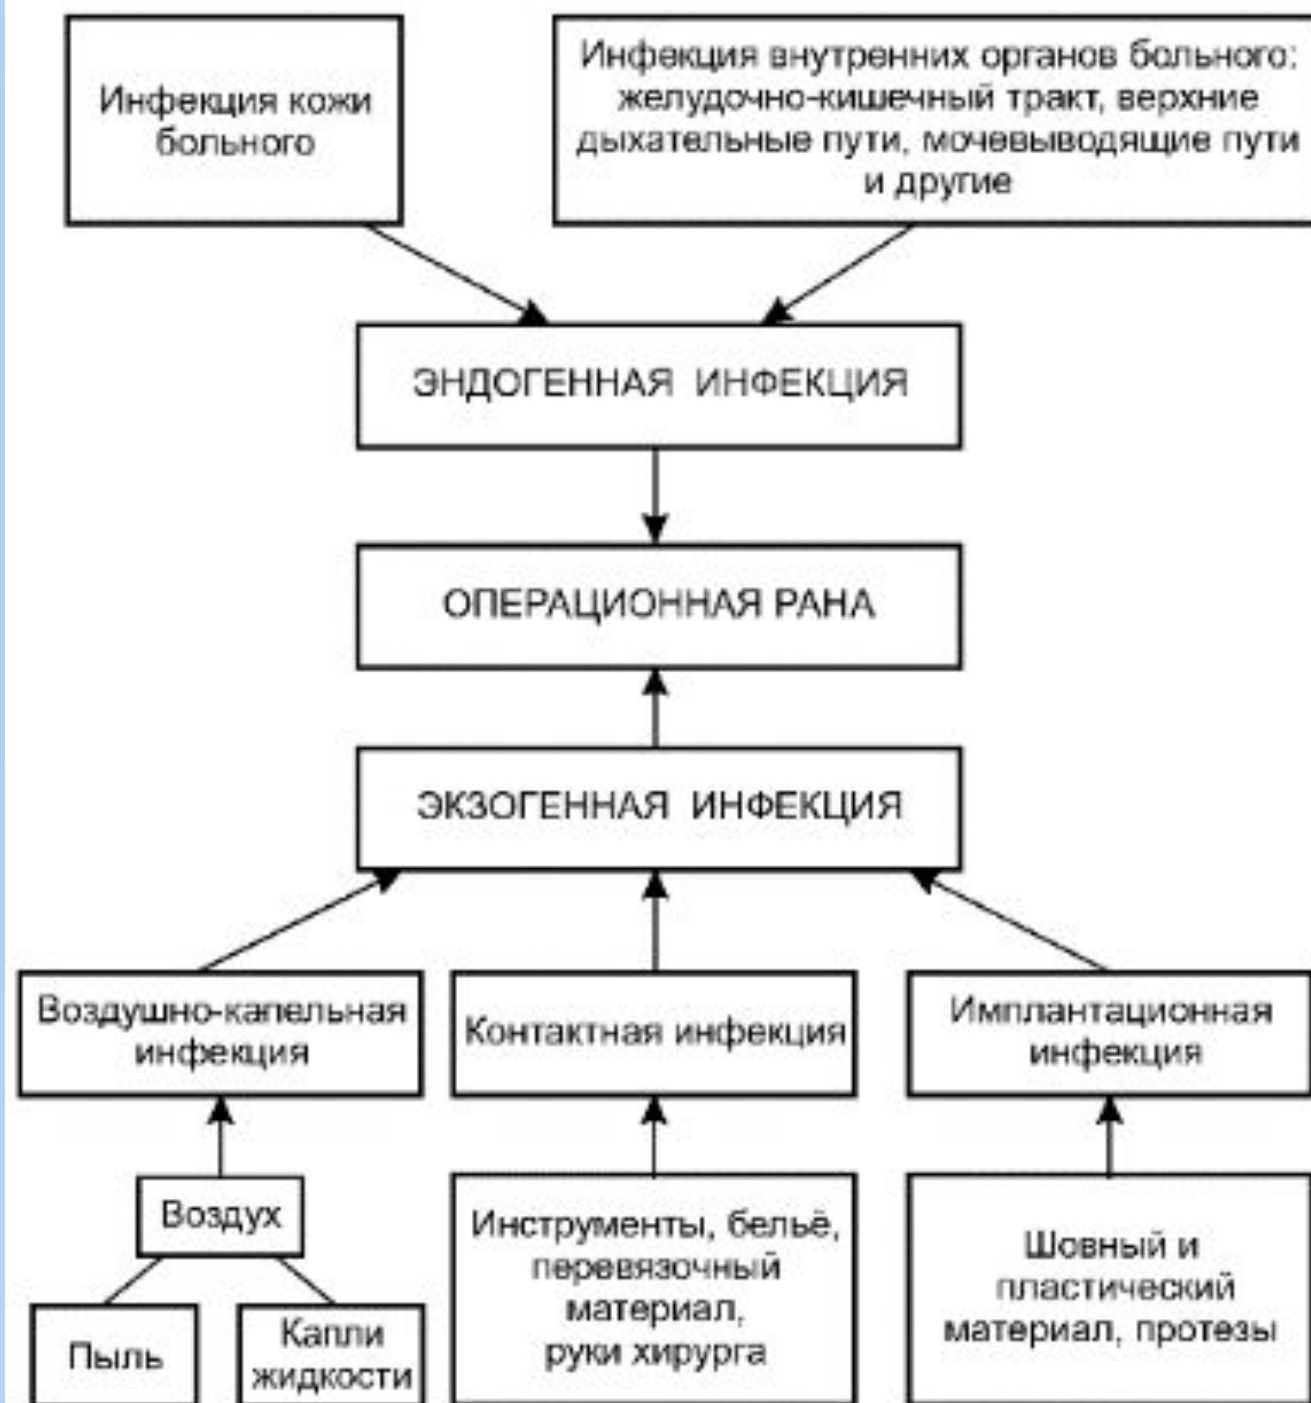 Инфекция кожи
больного
Инфекция внутренних органов больного:
желудочно-кишечный тракт, верхние
дыхательные пути, мочевыводящие пути
и другие
ЭНДОГЕННАЯ ИНФЕКЦИЯ
ОПЕРАЦИОННАЯ РАНА
ЭКЗОГЕННАЯ ИНФЕКЦИЯ
Воздушно-капельная
инфекция
Контактная инфекция
Имплантационная
инфекция
Воздух
Пыль
Капли
жидкости
Инструменты, бельё,
перевязочный
материал,
руки хирурга
Шовный и
пластический
материал, протезы